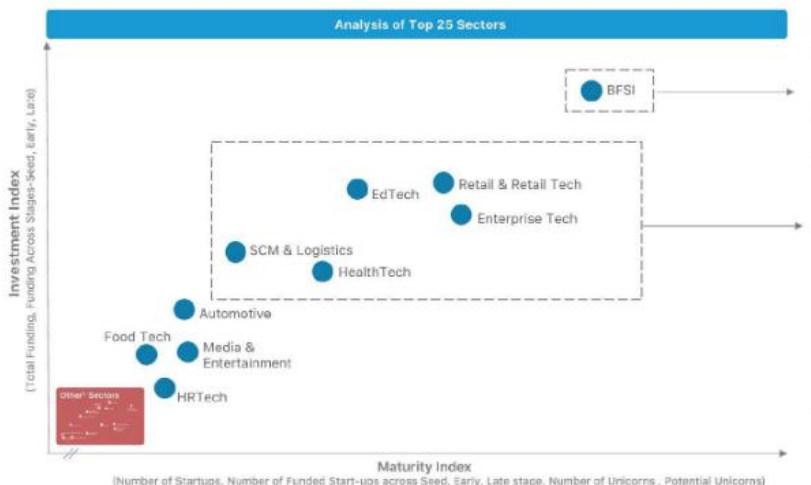 Analysis of Top 25 Sectors
Investment Index
(Total Funding, Funding Across Stages-Seed, Early, Late)
BFSI
EdTech
Retail & Retail Tech
Enterprise Tech
SCM & Logistics
HealthTech
Automotive
Food Tech
Media &
Entertainment
HRTech
Other* Sectors
Maturity Index
(Number of Startups, Number of Funded Start-ups across Seed, Early, Late stage, Number of Unicorns , Potential Unicorns)